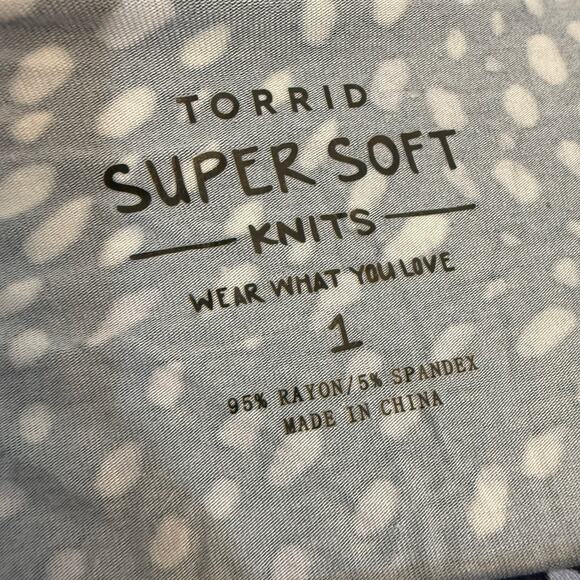 TORRID
SUPER SOFT
KNITS
WEAR WHAT YOU LOVE
1
95% RAYON/5% SPANDEX
MADE IN CHINA